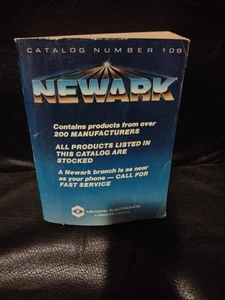 CATALOG NUMBER 108
NEWARK
Contains products from over
200 MANUFACTURERS
ALL PRODUCTS LISTED IN
THIS CATALOG ARE
STOCKED
A Newark branch is as near
as your phone — CALL FOR
FAST SERVICE
NEWARK ELECTRONICS